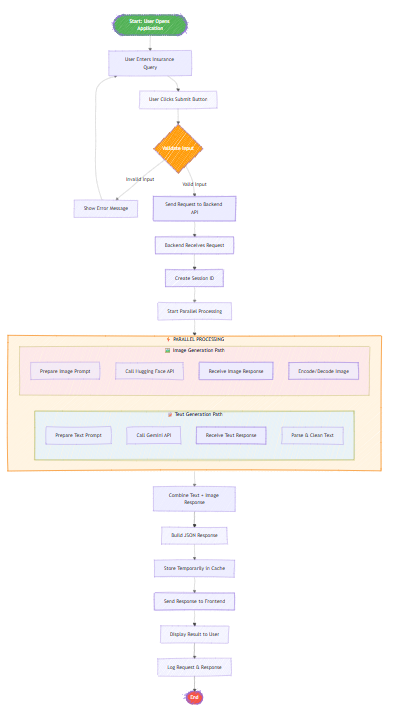 Start: User Opens
Application
User Enters Insurance
Query
User Clicks Submit Button
Validate Input
Invalid Input
Valid Input
Show Error Message
Send Request to Backend
API
Backend Receives Request
Create Session ID
Start Parallel Processing
⚡ PARALLEL PROCESSING
🖼️ Image Generation Path
Prepare Image Prompt
Call Hugging Face API
Receive Image Response
Encode/Decode Image
Text Generation Path
Prepare Text Prompt
Call Gemini API
Receive Text Response
Parse & Clean Text
Combine Text + Image
Response
Build JSON Response
Store Temporarily in Cache
Send Response to Frontend
Display Result to User
Log Request & Response
End